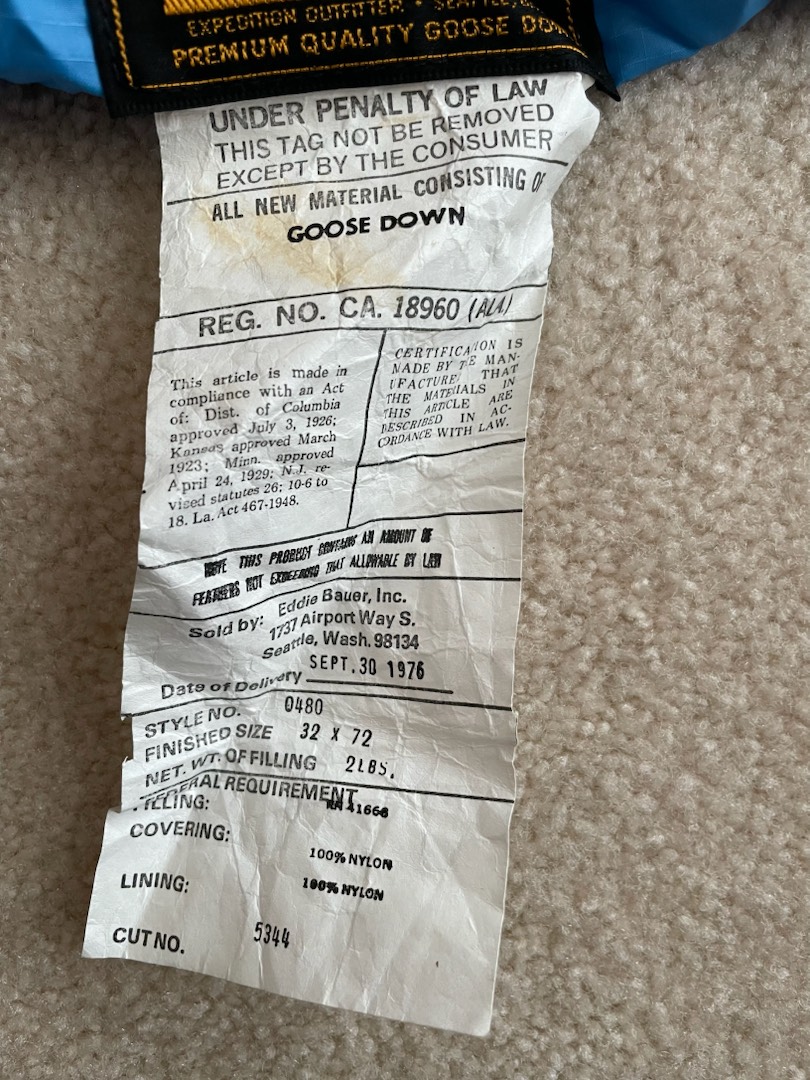 EXPEDITION OUTFITTER • SEATTLE,
PREMIUM QUALITY GOOSE
UNDER PENALTY OF LAW
THIS TAG NOT BE REMOVED
EXCEPT BY THE CONSUMER
ALL NEW MATERIAL CONSISTING OF
GOOSE DOWN
REG. NO. CA. 18960 (ALA)
This article is made in
compliance with an Act
of: Dist. of Columbia
approved July 3, 1926;
Kansas approved March
1923; Minn. approved
April 24, 1929; N.J. re-
vised statutes 26; 10-6 to
18. La. Act 467-1948.
CERTIFICATION IS
MADE BY THE MAN-
UFACTURER THAT
THE MATERIALS IN
THIS ARTICLE ARE
DESCRIBED IN AC-
CORDANCE WITH LAW.
NOTE THIS PRODUCT CONTAINS AN AMOUNT OF
FEATHERS NOT EXCEEDING THAT ALLOWABLE BY LAW
Sold by: Eddie Bauer, Inc.
1737 Airport Way S.
Seattle, Wash. 98134
Date of Delivery SEPT.30 1976
STYLE NO. 0480
FINISHED SIZE 32 X 72
NET. WT. OF FILLING 2LBS.
FEDERAL REQUIREMENT
FILLING: RN 41666
COVERING:
100% NYLON
LINING: 100% NYLON
CUT NO. 5344